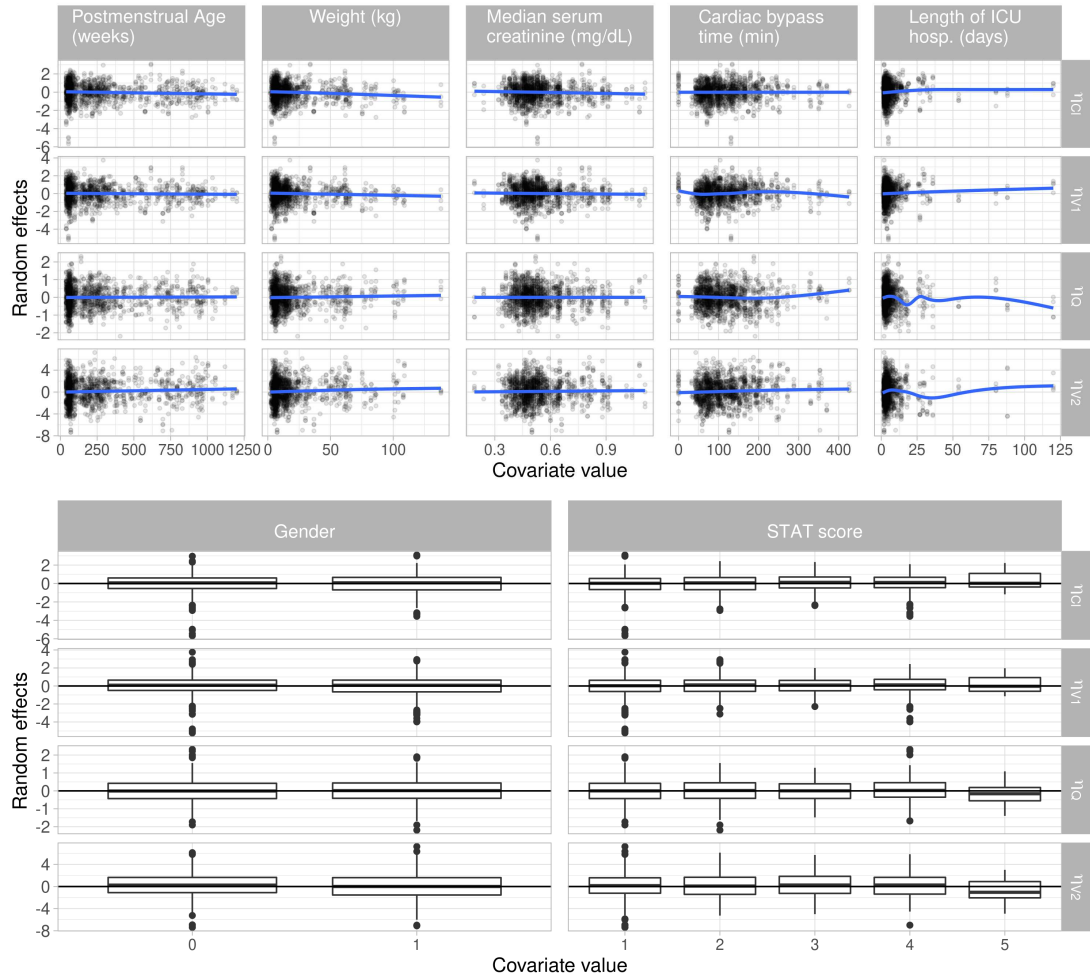 Postmenstrual Age
(weeks)
Weight (kg)
Median serum
creatinine (mg/dL)
Cardiac bypass
time (min)
Length of ICU
hosp. (days)
Random effects
2
0
-2
-4
-6
ηCl
4
2
0
-2
-4
ηV1
2
1
0
-1
-2
ηQ
4
0
-4
-8
ηV2
0 250 500 750 1000 1250
0 50 100
0.3 0.6 0.9
0 100 200 300 400
0 25 50 75 100 125
Covariate value
Gender
STAT score
Random effects
2
0
-2
-4
-6
ηCl
4
2
0
-2
-4
ηV1
2
1
0
-1
-2
ηQ
4
0
-4
-8
ηV2
0 1
1 2 3 4 5
Covariate value
Covariate value